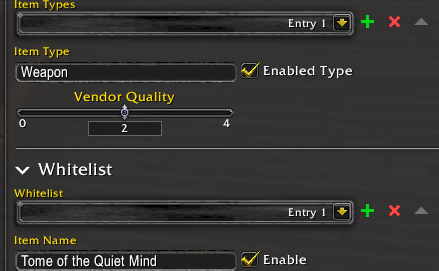 Item Types
Entry 1
Item Type
Weapon
Enabled Type
Vendor Quality
0
4
2
Whitelist
Whitelist
Entry 1
Item Name
Tome of the Quiet Mind
Enable